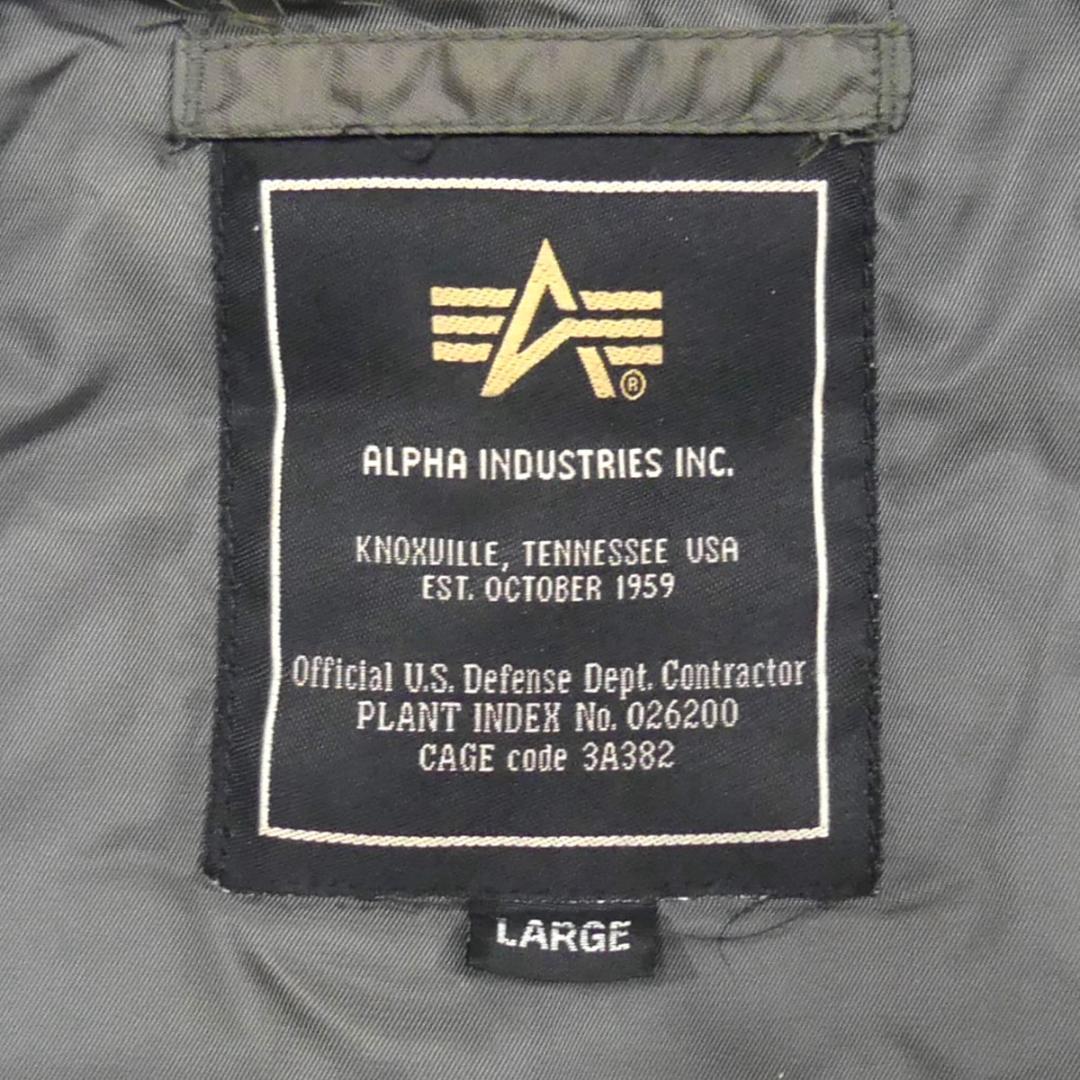 ®
ALPHA INDUSTRIES INC.
KNOXVILLE, TENNESSEE USA
EST. OCTOBER 1959
Official U.S. Defense Dept. Contractor
PLANT INDEX No. 026200
CAGE code 3A382
LARGE